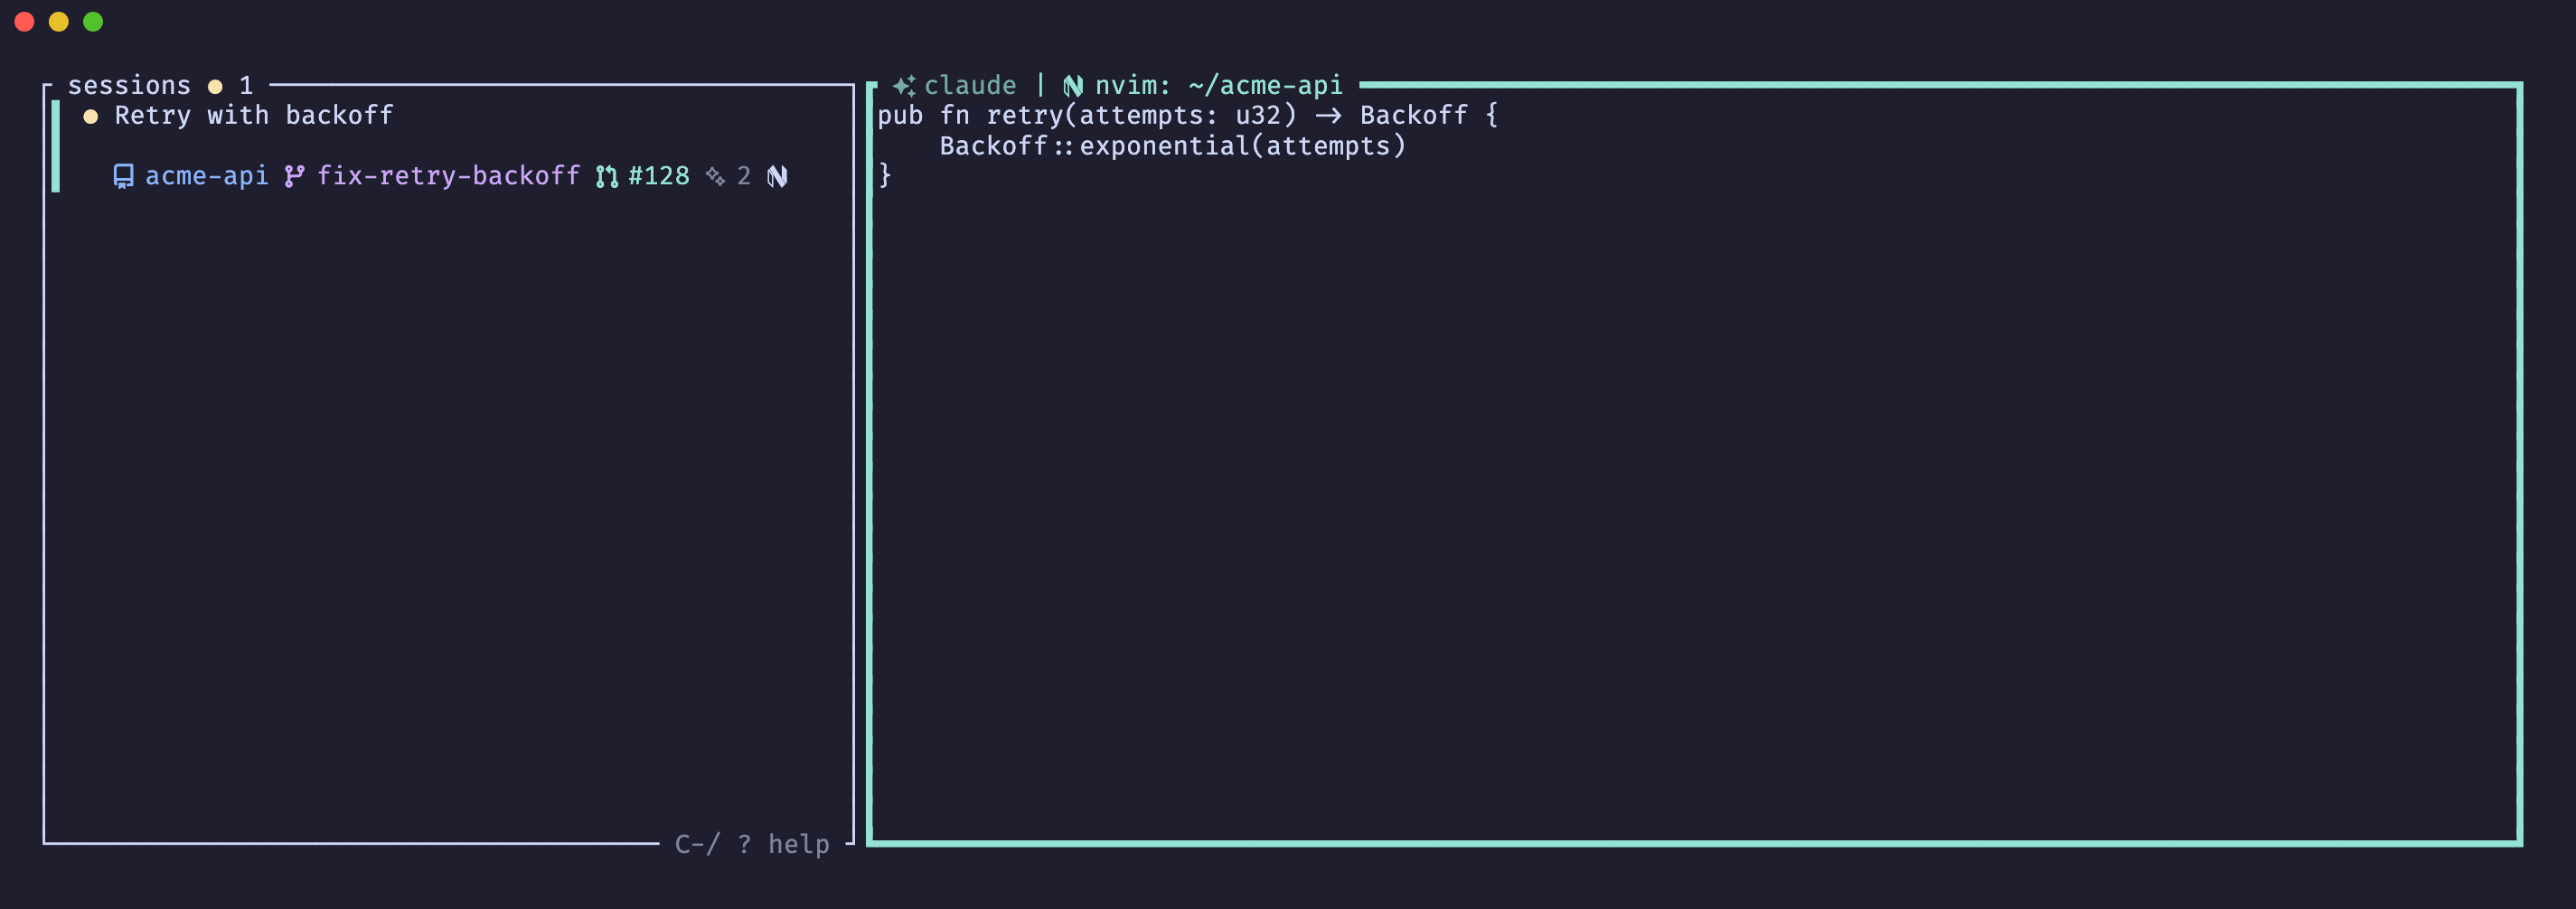 sessions ● 1
● Retry with backoff
acme-api fix-retry-backoff #128 2
C-/ ? help
claude | nvim: ~/acme-api
pub fn retry(attempts: u32) -> Backoff {
    Backoff::exponential(attempts)
}